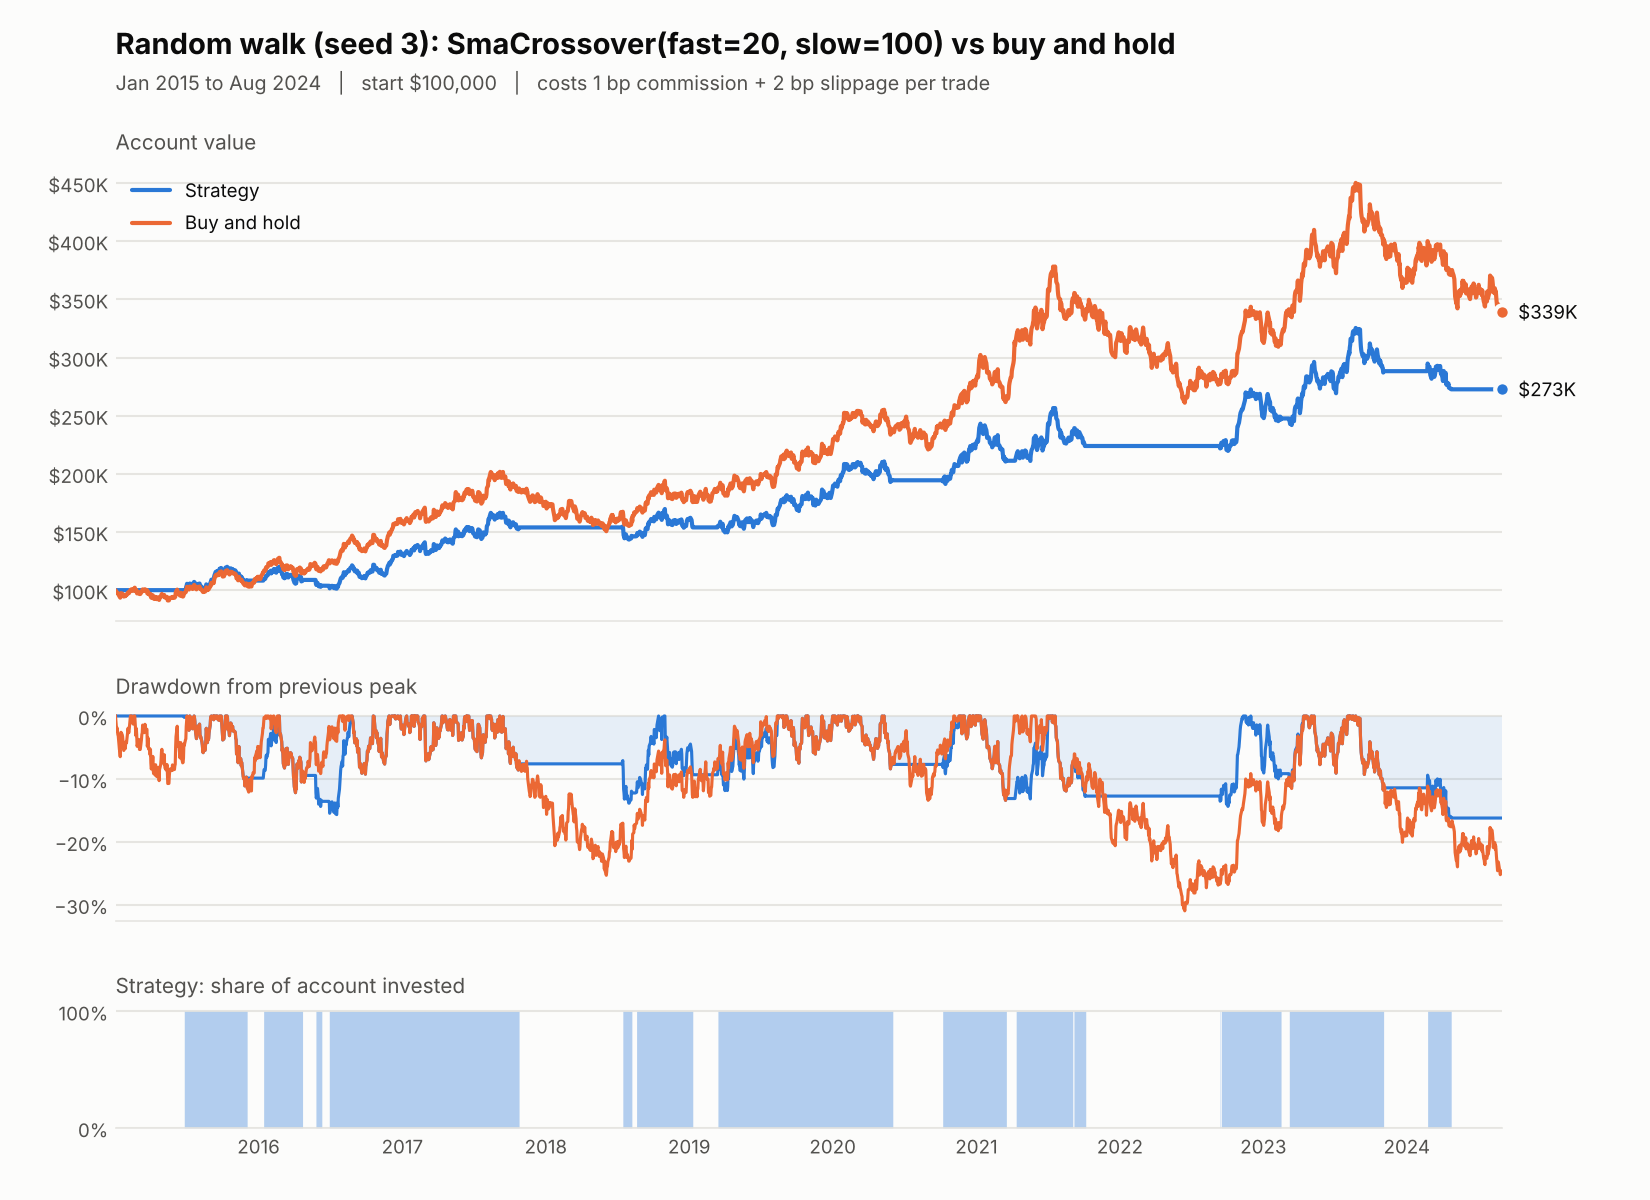 Random walk (seed 3): SmaCrossover(fast=20, slow=100) vs buy and hold
Jan 2015 to Aug 2024 | start $100,000 | costs 1 bp commission + 2 bp slippage per trade
Account value
$450K
Strategy
Buy and hold
$400K
$350K
$339K
$300K
$273K
$250K
$200K
$150K
$100K
Drawdown from previous peak
0%
−10%
−20%
−30%
Strategy: share of account invested
100%
0%
2016 2017 2018 2019 2020 2021 2022 2023 2024